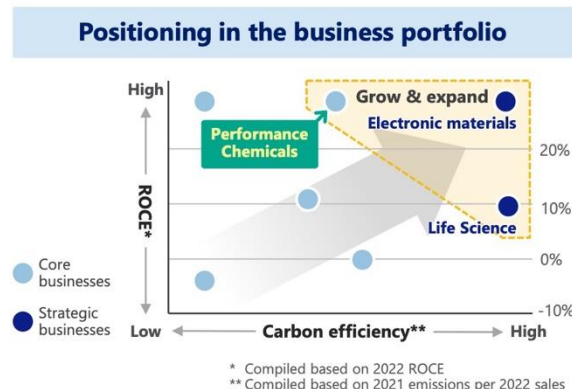 Positioning in the business portfolio
High
Grow & expand
Performance
Chemicals
Electronic materials
20%
ROCE*
10%
Life Science
Core
businesses
0%
Strategic
businesses
-10%
Low
Carbon efficiency**
High
* Compiled based on 2022 ROCE
** Compiled based on 2021 emissions per 2022 sales